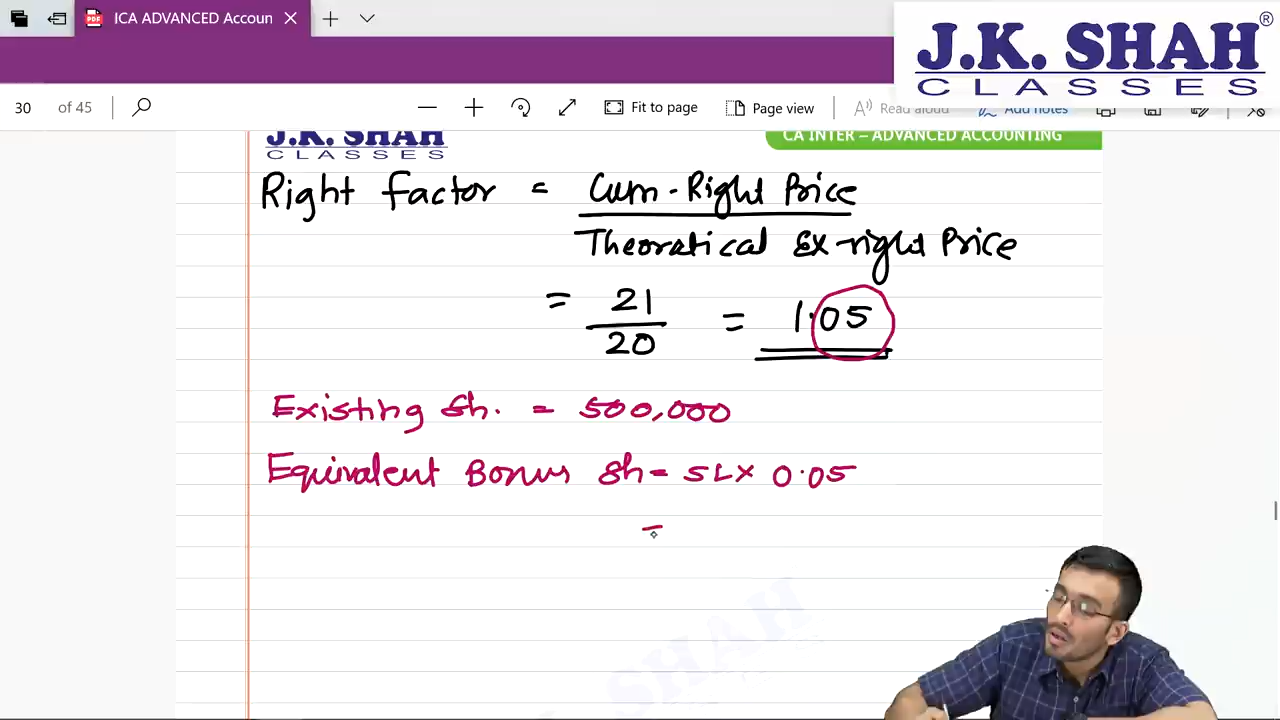 ICA ADVANCED Accoun
J.K. SHAH®
CLASSES
30 of 45
Fit to page
Page view
Read aloud
Add notes
J.K. SHAH
CLASSES
CA INTER – ADVANCED ACCOUNTING
Right factor = Cum-Right Price
Theoratical Ex-right Price
= 21
20
= 1.05
Existing Sh. = 500,000
Equivalent Bonus Sh = 5L x 0.05
=
SHAH